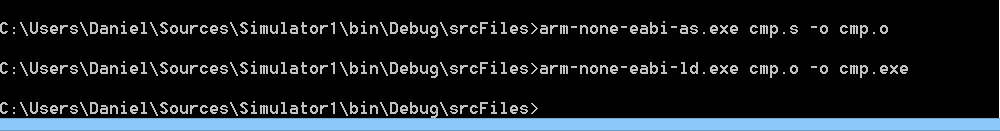 C:\Users\Daniel\Sources\Simulator1\bin\Debug\srcFiles>arm-none-eabi-as.exe cmp.s -o cmp.o
C:\Users\Daniel\Sources\Simulator1\bin\Debug\srcFiles>arm-none-eabi-ld.exe cmp.o -o cmp.exe
C:\Users\Daniel\Sources\Simulator1\bin\Debug\srcFiles>